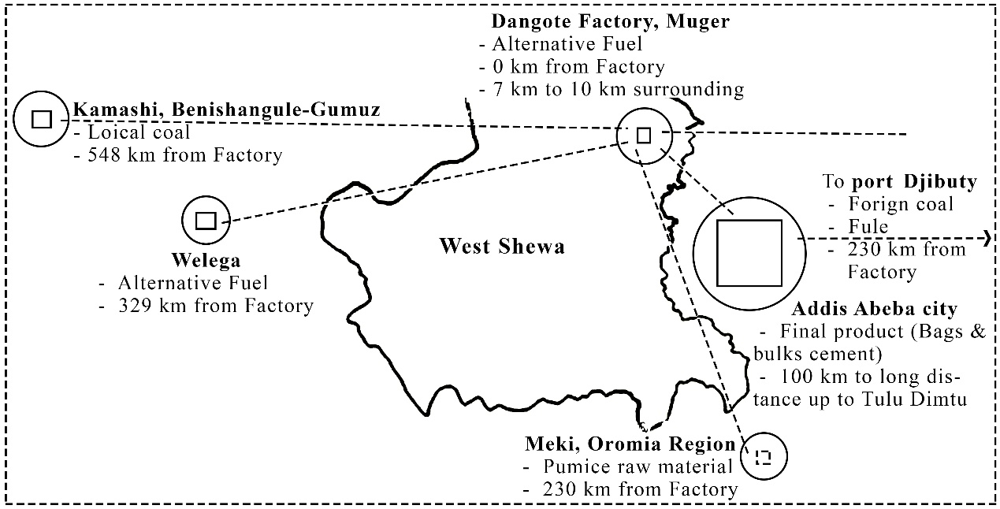 Dangote Factory, Muger
- Alternative Fuel
- 0 km from Factory
- 7 km to 10 km surrounding
Kamashi, Benishangule-Gumuz
- Loical coal
- 548 km from Factory
To port Djibuty
- Forign coal
- Fule
- 230 km from
Factory
West Shewa
Welega
- Alternative Fuel
- 329 km from Factory
Addis Abeba city
- Final product (Bags &
bulks cement)
- 100 km to long dis-
tance up to Tulu Dimtu
Meki, Oromia Region
- Pumice raw material
- 230 km from Factory